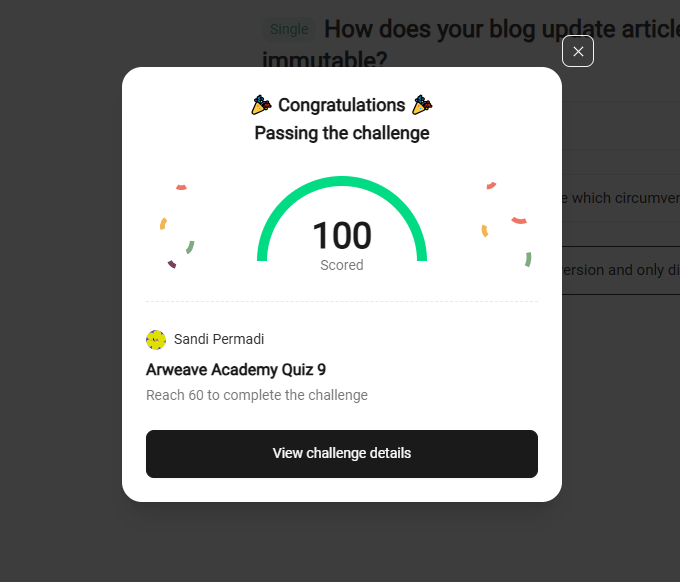 Single How does your blog update article
immutable?
Congratulations
Passing the challenge
100
Scored
e which circumver
ersion and only di
Sandi Permadi
Arweave Academy Quiz 9
Reach 60 to complete the challenge
View challenge details